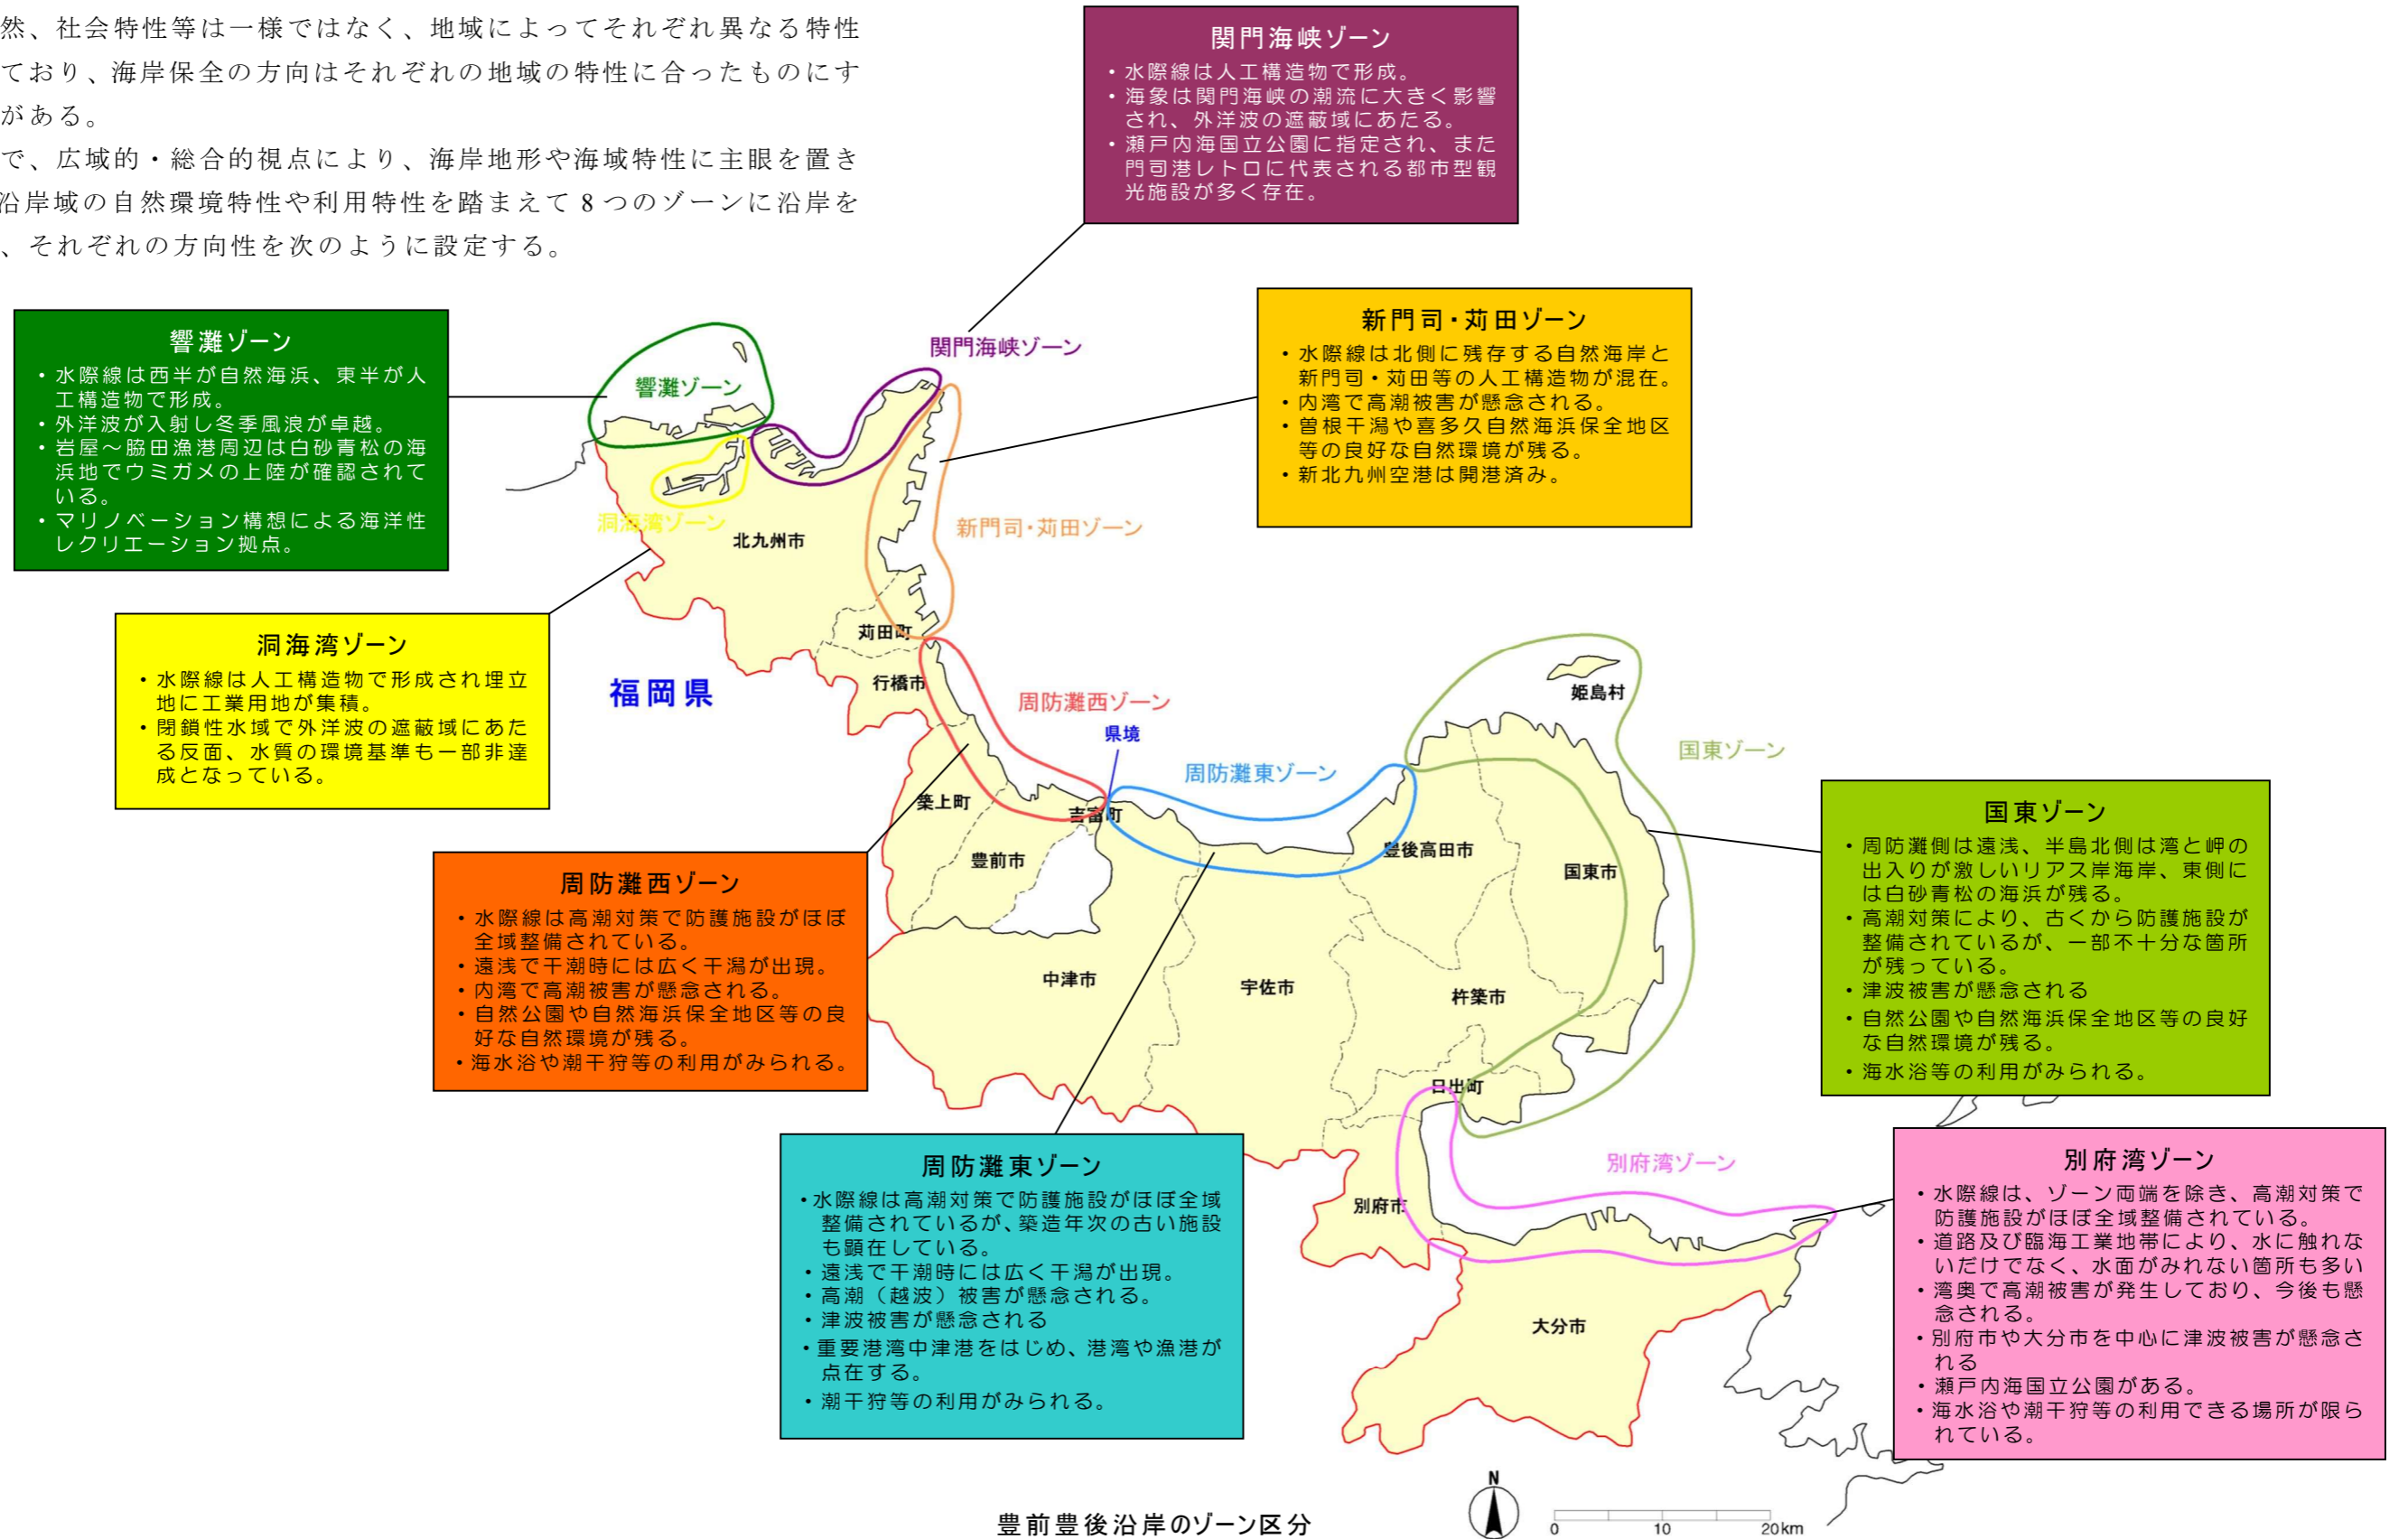 然、社会特性等は一様ではなく、地域によってそれぞれ異なる特性
ており、海岸保全の方向はそれぞれの地域の特性に合ったものにす
がある。
で、広域的・総合的視点により、海岸地形や海域特性に主眼を置き
沿岸域の自然環境特性や利用特性を踏まえて 8 つのゾーンに沿岸を
、それぞれの方向性を次のように設定する。
関門海峡ゾーン
・水際線は人工構造物で形成。
・海象は関門海峡の潮流に大きく影響
され、外洋波の遮蔽域にあたる。
・瀬戸内海国立公園に指定され、また
門司港レトロに代表される都市型観
光施設が多く存在。
響灘ゾーン
・水際線は西半が自然海浜、東半が人
工構造物で形成。
・外洋波が入射し冬季風浪が卓越。
・岩屋～脇田漁港周辺は白砂青松の海
浜地でウミガメの上陸が確認されて
いる。
・マリノベーション構想による海洋性
レクリエーション拠点。
新門司・苅田ゾーン
・水際線は北側に残存する自然海岸と
新門司・苅田等の人工構造物が混在。
・内湾で高潮被害が懸念される。
・曽根干潟や喜多久自然海浜保全地区
等の良好な自然環境が残る。
・新北九州空港は開港済み。
関門海峡ゾーン
響灘ゾーン
洞海湾ゾーン
新門司・苅田ゾーン
北九州市
苅田町
行橋市
福岡県
洞海湾ゾーン
・水際線は人工構造物で形成され埋立
地に工業用地が集積。
・閉鎖性水域で外洋波の遮蔽域にあた
る反面、水質の環境基準も一部非達
成となっている。
周防灘西ゾーン
県境
周防灘東ゾーン
姫島村
国東ゾーン
築上町
吉富町
豊前市
豊後高田市
国東市
中津市
宇佐市
杵築市
日出町
周防灘西ゾーン
・水際線は高潮対策で防護施設がほぼ
全域整備されている。
・遠浅で干潮時には広く干潟が出現。
・内湾で高潮被害が懸念される。
・自然公園や自然海浜保全地区等の良
好な自然環境が残る。
・海水浴や潮干狩等の利用がみられる。
国東ゾーン
・周防灘側は遠浅、半島北側は湾と岬の
出入りが激しいリアス岸海岸、東側に
は白砂青松の海浜が残る。
・高潮対策により、古くから防護施設が
整備されているが、一部不十分な箇所
が残っている。
・津波被害が懸念される
・自然公園や自然海浜保全地区等の良好
な自然環境が残る。
・海水浴等の利用がみられる。
周防灘東ゾーン
・水際線は高潮対策で防護施設がほぼ全域
整備されているが、築造年次の古い施設
も顕在している。
・遠浅で干潮時には広く干潟が出現。
・高潮（越波）被害が懸念される。
・津波被害が懸念される
・重要港湾中津港をはじめ、港湾や漁港が
点在する。
・潮干狩等の利用がみられる。
別府湾ゾーン
別府市
大分市
別府湾ゾーン
・水際線は、ゾーン両端を除き、高潮対策で
防護施設がほぼ全域整備されている。
・道路及び臨海工業地帯により、水に触れな
いだけでなく、水面がみれない箇所も多い
・湾奥で高潮被害が発生しており、今後も懸
念される。
・別府市や大分市を中心に津波被害が懸念さ
れる
・瀬戸内海国立公園がある。
・海水浴や潮干狩等の利用できる場所が限ら
れている。
豊前豊後沿岸のゾーン区分
N
0 10 20km